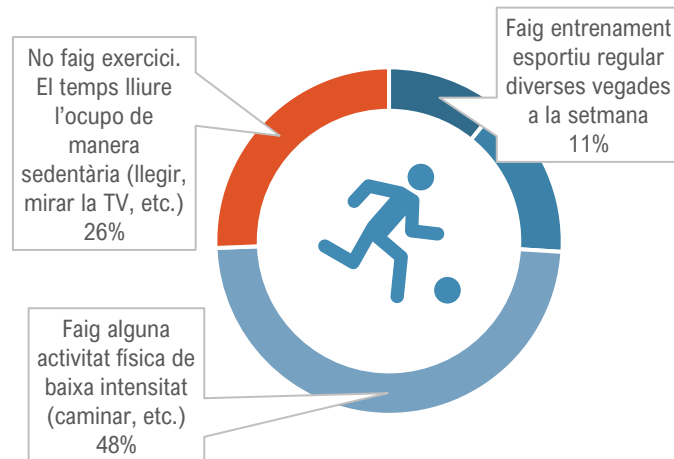 No faig exercici.
El temps lliure
l’ocupo de
manera
sedentària (llegir,
mirar la TV, etc.)
26%
Faig entrenament
esportiu regular
diverses vegades
a la setmana
11%
Faig alguna
activitat física de
baixa intensitat
(caminar, etc.)
48%